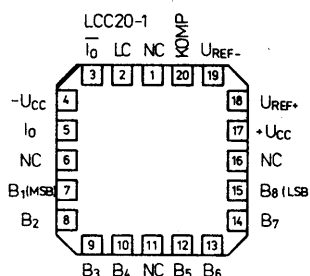 LCC20-1
I̅o̅ LC NC KOMP UREF-
3 2 1 20 19
-UCC 4 18 UREF+
Io 5 17 +UCC
NC 6 16 NC
B1(MSB) 7 15 B8(LSB
B2 8 14 B7
9 10 11 12 13
B3 B4 NC B5 B6